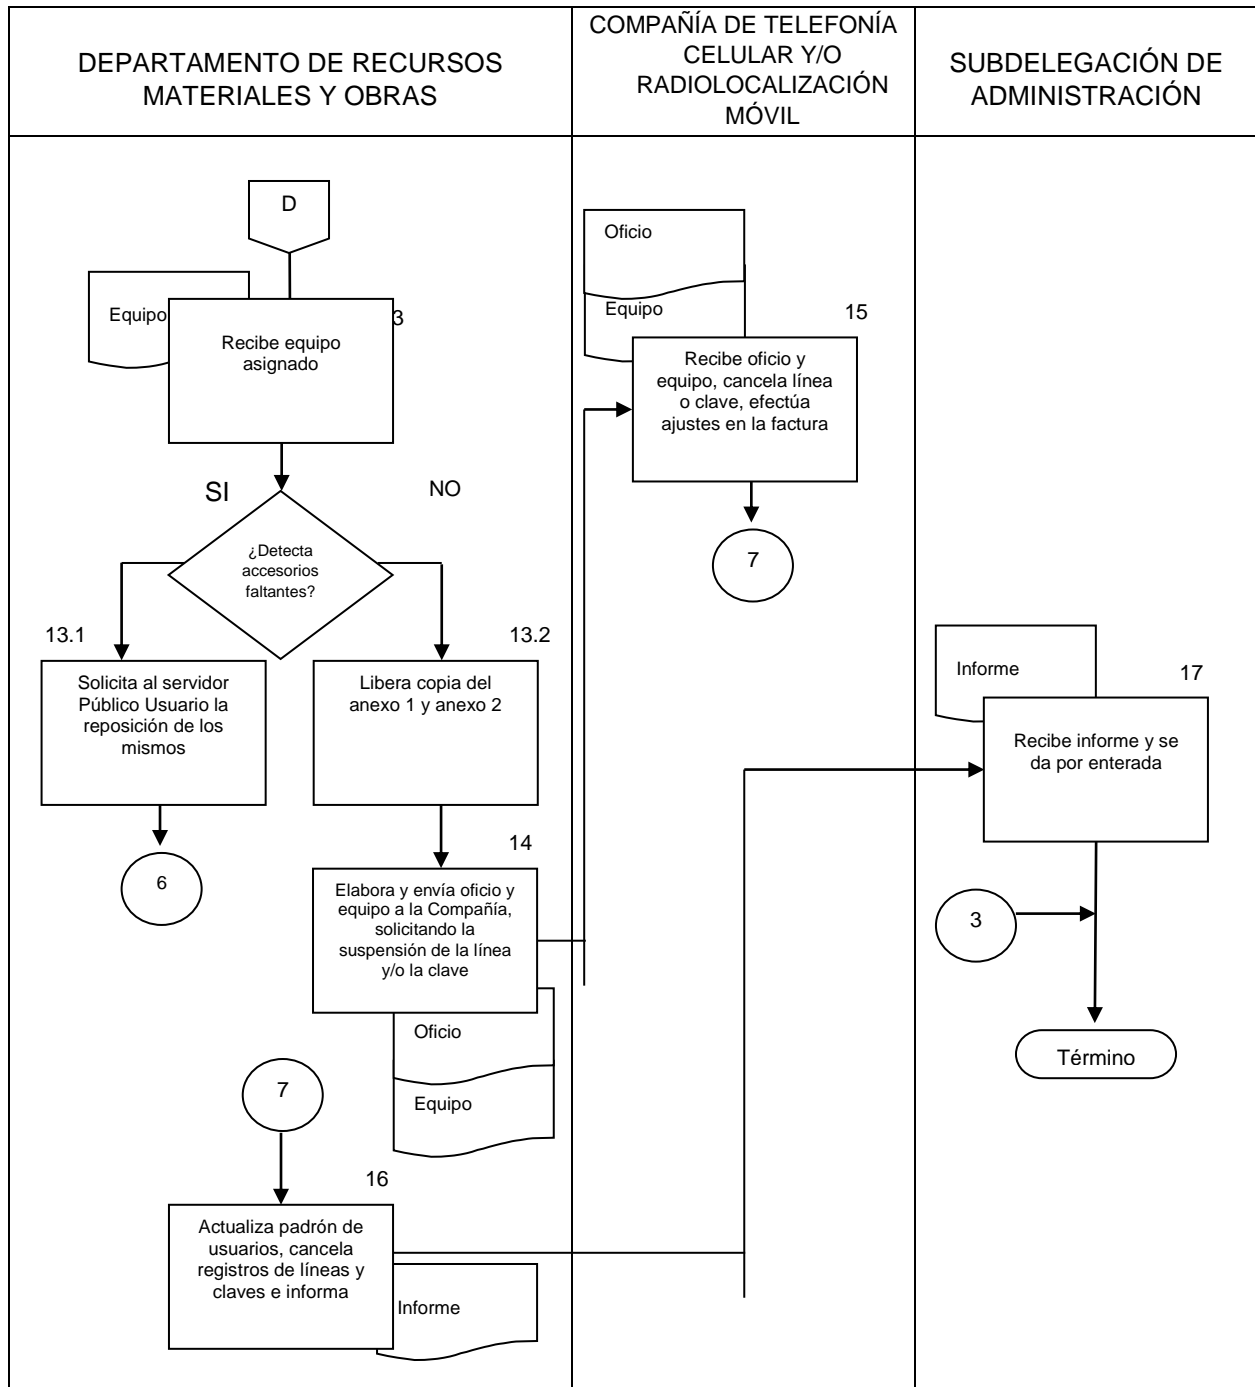 DEPARTAMENTO DE RECURSOS
MATERIALES Y OBRAS
COMPAÑÍA DE TELEFONÍA
CELULAR Y/O
RADIOLOCALIZACIÓN
MÓVIL
SUBDELEGACIÓN DE
ADMINISTRACIÓN
D
Equipo
3
Recibe equipo
asignado
SI
NO
¿Detecta
accesorios
faltantes?
13.1
Solicita al servidor
Público Usuario la
reposición de los
mismos
6
13.2
Libera copia del
anexo 1 y anexo 2
14
Elabora y envía oficio y
equipo a la Compañía,
solicitando la
suspensión de la línea
y/o la clave
Oficio
Equipo
7
16
Actualiza padrón de
usuarios, cancela
registros de líneas y
claves e informa
Informe
Oficio
Equipo
15
Recibe oficio y
equipo, cancela línea
o clave, efectúa
ajustes en la factura
7
Informe
17
Recibe informe y se
da por enterada
3
Término